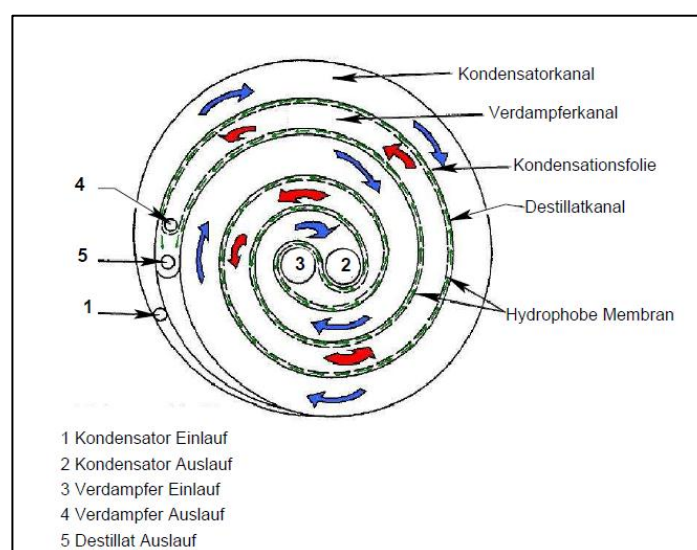 Kondensatorkanal
Verdampferkanal
Kondensationsfolie
4
Destillatkanal
5
3
2
1
Hydrophobe Membran
1 Kondensator Einlauf
2 Kondensator Auslauf
3 Verdampfer Einlauf
4 Verdampfer Auslauf
5 Destillat Auslauf